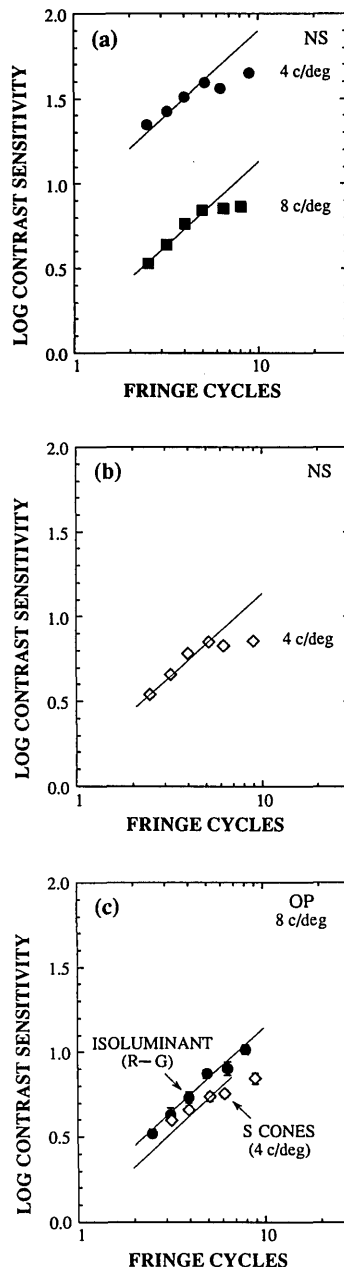 (a)
NS
4 c/deg
8 c/deg
LOG CONTRAST SENSITIVITY
2.0
1.5
1.0
0.5
0.0
1
10
FRINGE CYCLES
(b)
NS
4 c/deg
LOG CONTRAST SENSITIVITY
2.0
1.5
1.0
0.5
0.0
1
10
FRINGE CYCLES
(c)
OP
8 c/deg
ISOLUMINANT
(R–G)
S CONES
(4 c/deg)
LOG CONTRAST SENSITIVITY
2.0
1.5
1.0
0.5
0.0
1
10
FRINGE CYCLES